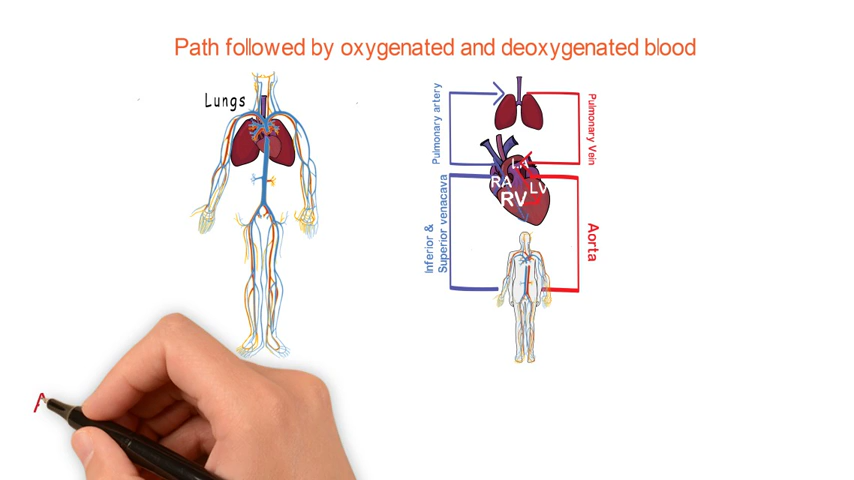 Path followed by oxygenated and deoxygenated blood
Lungs
Pulmonary artery
Pulmonary Vein
LA
RA
LV
RV
Inferior &
Superior venacava
Aorta